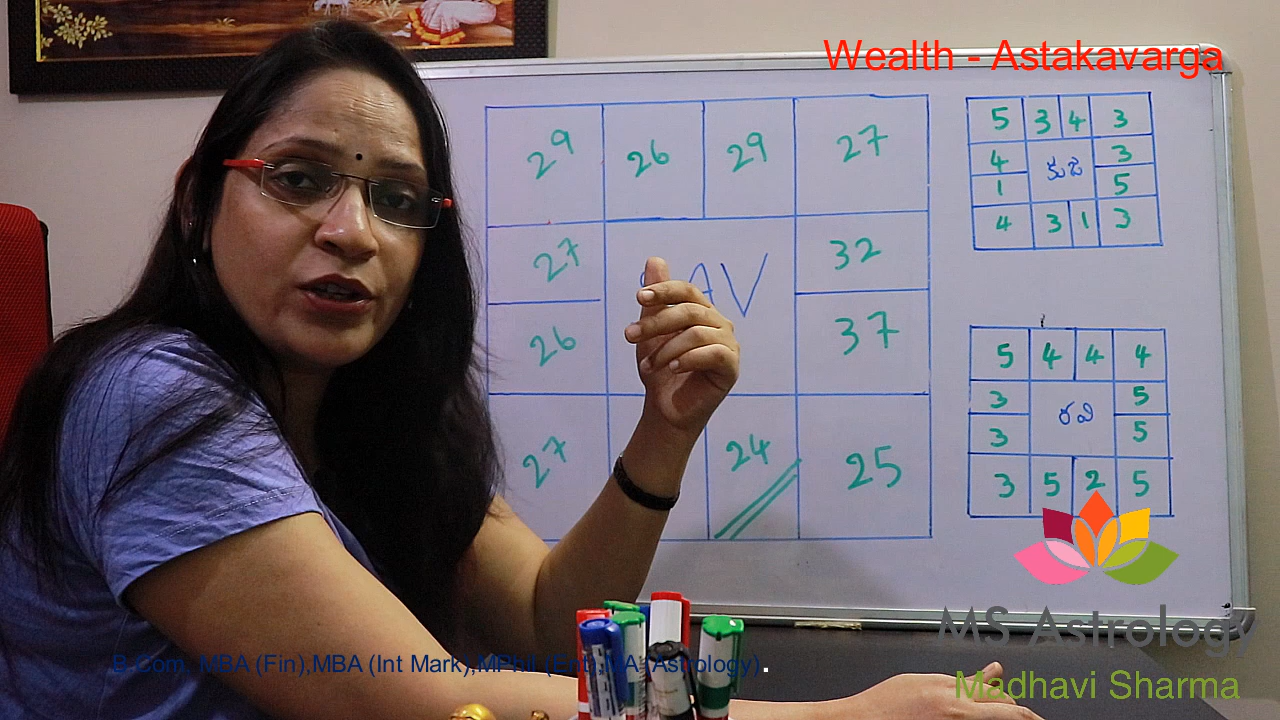 Wealth - Astakavarga
29 26 29 27
27 32
AV
26 37
27 24 25
5 3 4 3
4 3
ಕುಜ
1 5
4 3 1 3
5 4 4 4
3 5
ರವಿ
3 5
3 5 2 5
MS Astrology
B.Com, MBA (Fin),MBA (Int Mark),MPhil (Ent),MA(Astrology).
Madhavi Sharma